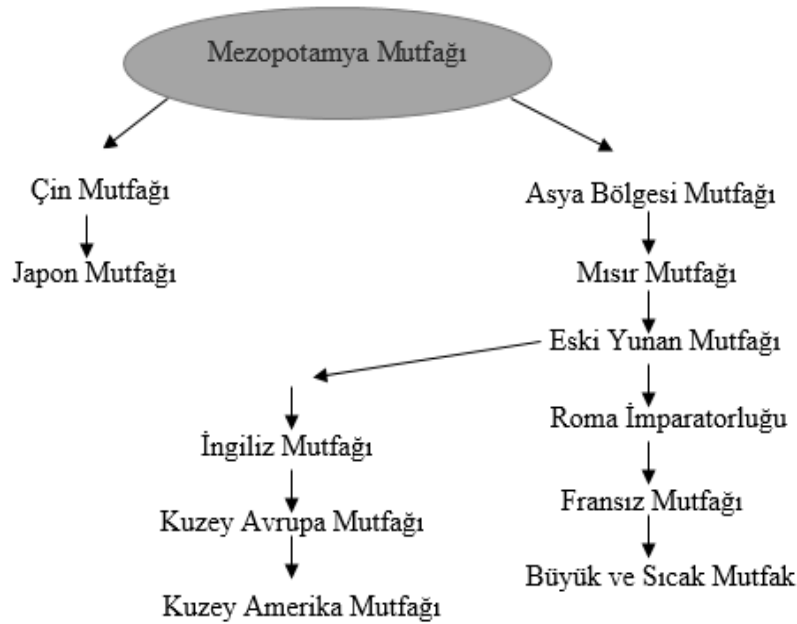 Mezopotamya Mutfağı
Çin Mutfağı
Asya Bölgesi Mutfağı
Japon Mutfağı
Mısır Mutfağı
Eski Yunan Mutfağı
Roma İmparatorluğu
İngiliz Mutfağı
Fransız Mutfağı
Kuzey Avrupa Mutfağı
Büyük ve Sıcak Mutfak
Kuzey Amerika Mutfağı